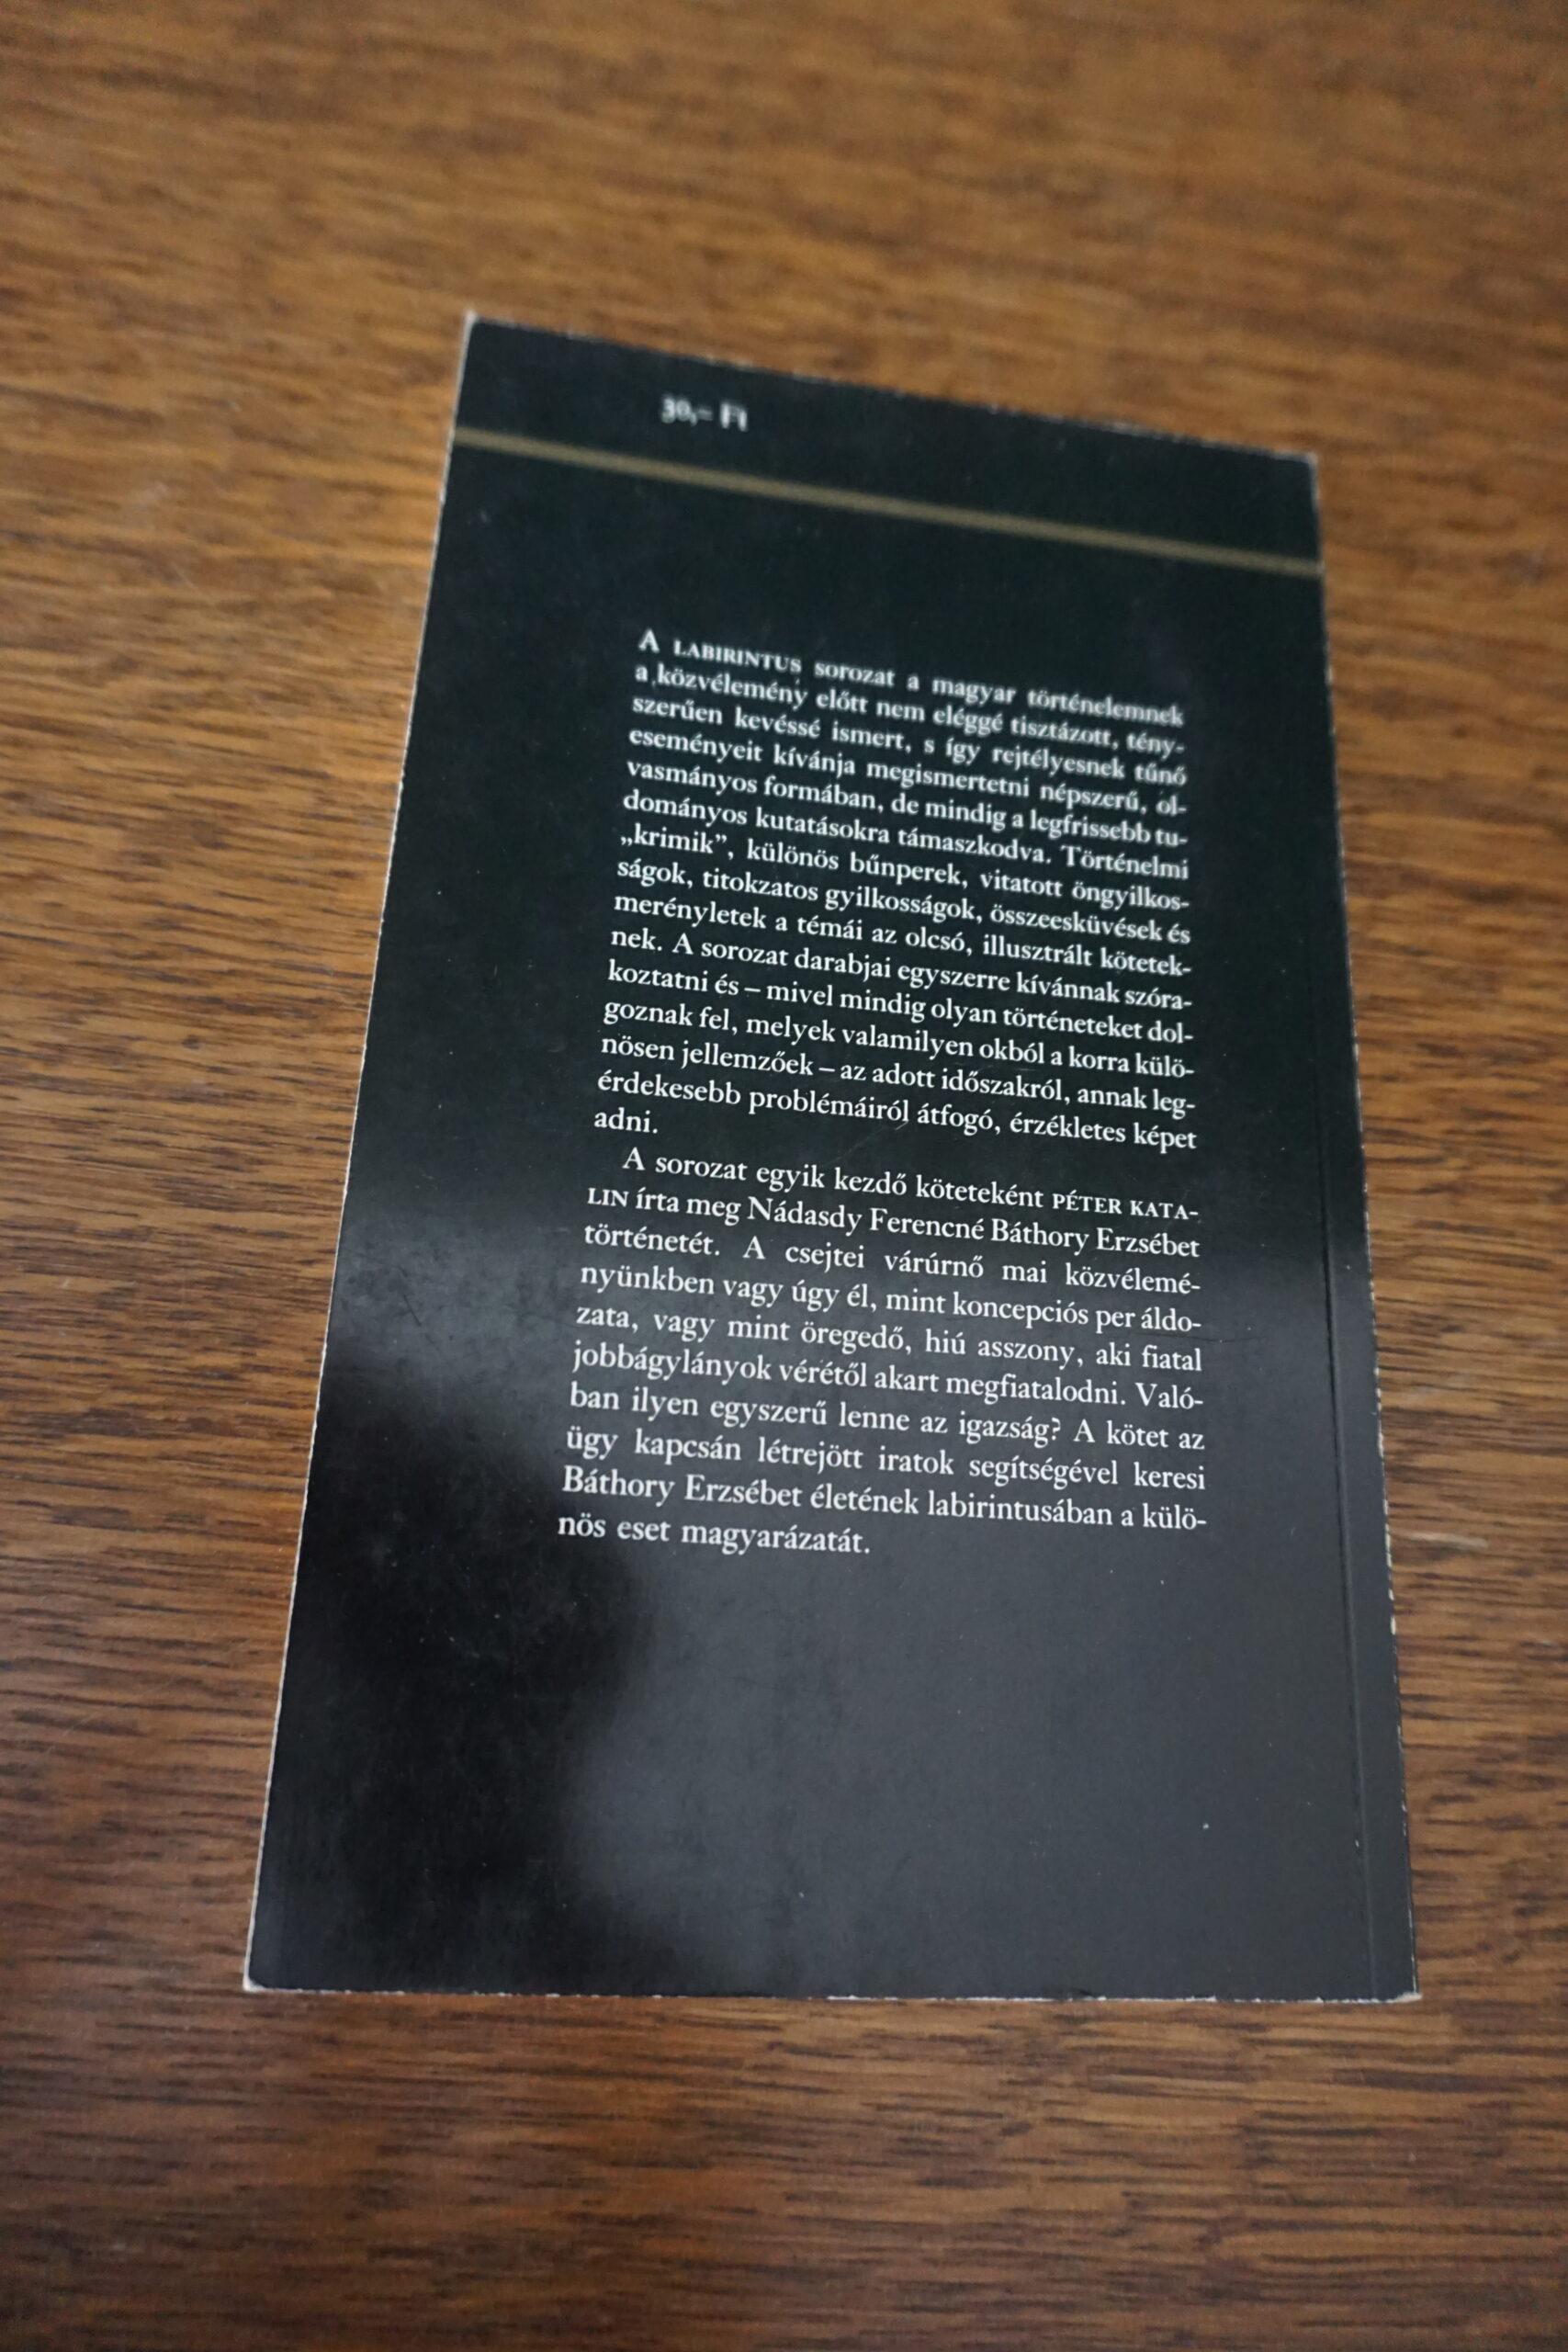 30,– Ft
A LABIRINTUS sorozat a magyar történelemnek
a közvélemény előtt nem eléggé tisztázott, tény-
szerűen kevéssé ismert, s így rejtélyesnek tűnő
eseményeit kívánja megismertetni népszerű, ol-
vasmányos formában, de mindig a legfrissebb tu-
dományos kutatásokra támaszkodva. Történelmi
„krimik”, különös bűnperek, vitatott öngyilkos-
ságok, titokzatos gyilkosságok, összeesküvések és
merényletek a témái az olcsó, illusztrált kötetek-
nek. A sorozat darabjai egyszerre kívánnak szóra-
koztatni és – mivel mindig olyan történeteket dol-
goznak fel, melyek valamilyen okból a korra külö-
nösen jellemzőek – az adott időszakról, annak leg-
érdekesebb problémáiról átfogó, érzékletes képet
adni.
A sorozat egyik kezdő köteteként PÉTER KATA-
LIN írta meg Nádasdy Ferencné Báthory Erzsébet
történetét. A csejtei várúrnő mai közvélemé-
nyünkben vagy úgy él, mint koncepciós per áldo-
zata, vagy mint öregedő, hiú asszony, aki fiatal
jobbágylányok vérétől akart megfiatalodni. Való-
ban ilyen egyszerű lenne az igazság? A kötet az
ügy kapcsán létrejött iratok segítségével keresi
Báthory Erzsébet életének labirintusában a külö-
nös eset magyarázatát.